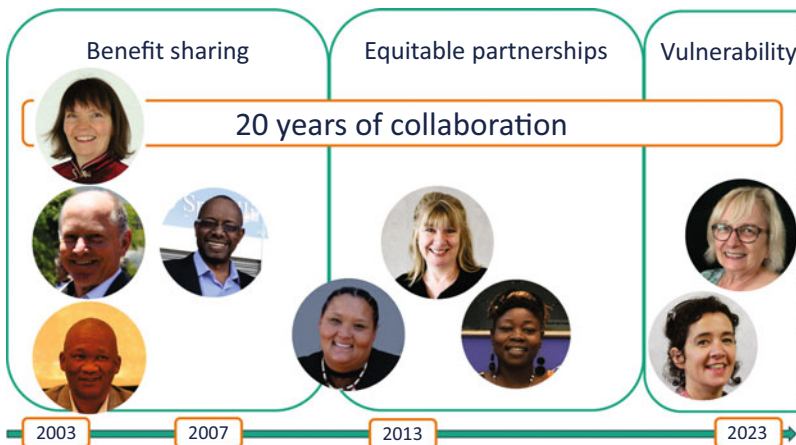 Benefit sharing
Equitable partnerships
Vulnerability
20 years of collaboration
2003
2007
2013
2023